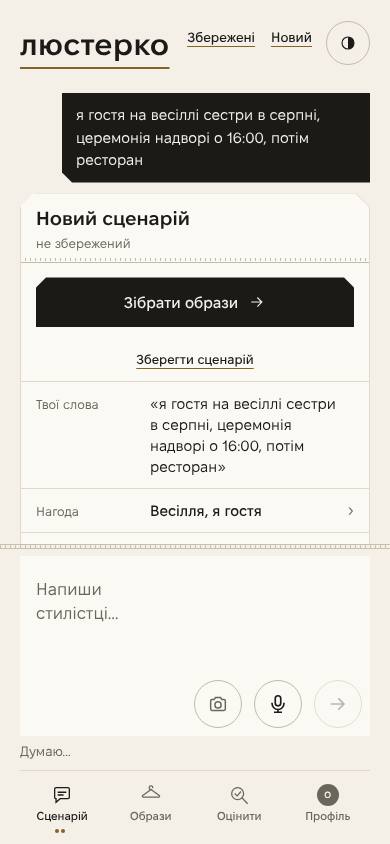 люстерко
Збережені
Новий
я гостя на весіллі сестри в серпні,
церемонія надворі о 16:00, потім
ресторан
Новий сценарій
не збережений
Зібрати образи →
Зберегти сценарій
Твої слова
«я гостя на весіллі сестри
в серпні, церемонія
надворі о 16:00, потім
ресторан»
Нагода
Весілля, я гостя
Напиши
стилістці...
Думаю...
Сценарій
Образи
Оцінити
О
Профіль